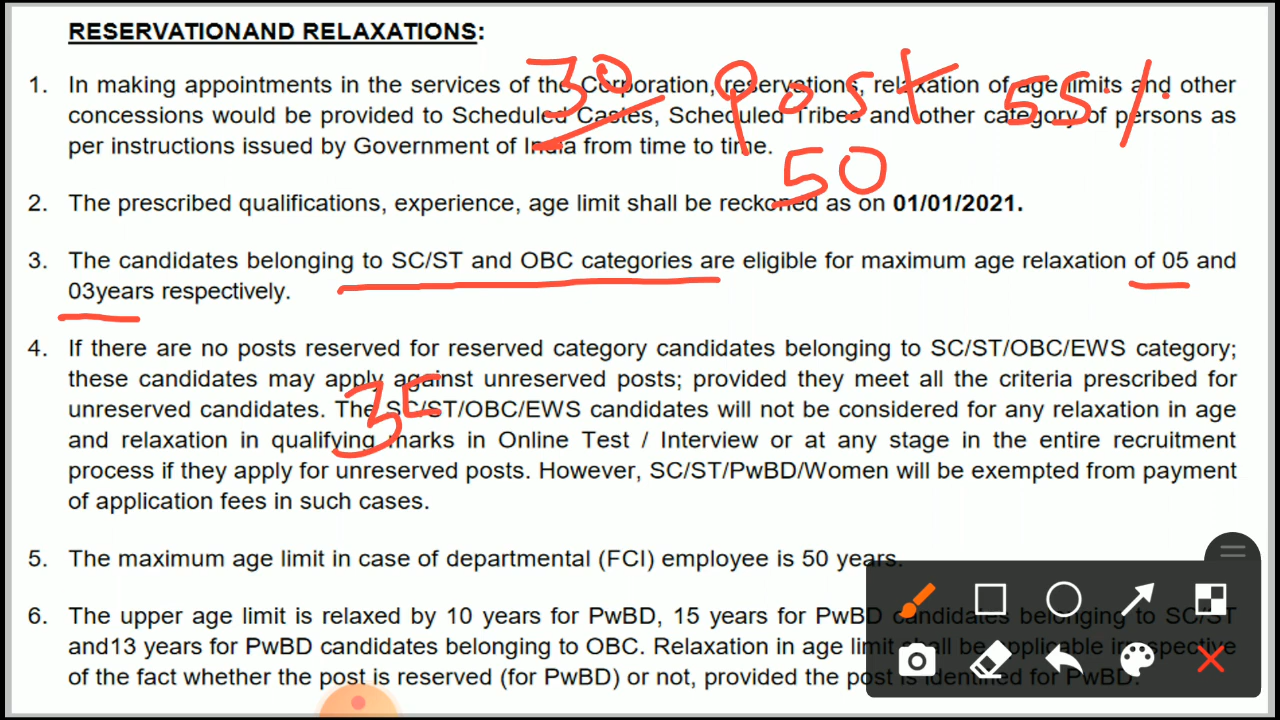 RESERVATIONAND RELAXATIONS:
30 post 55%
1. In making appointments in the services of the Corporation, reservations, relaxation of age limits and other
concessions would be provided to Scheduled Castes, Scheduled Tribes and other category of persons as
per instructions issued by Government of India from time to time.
50
2. The prescribed qualifications, experience, age limit shall be reckoned as on 01/01/2021.
3. The candidates belonging to SC/ST and OBC categories are eligible for maximum age relaxation of 05 and
03years respectively.
4. If there are no posts reserved for reserved category candidates belonging to SC/ST/OBC/EWS category;
these candidates may apply against unreserved posts; provided they meet all the criteria prescribed for
unreserved candidates. The SC/ST/OBC/EWS candidates will not be considered for any relaxation in age
35
and relaxation in qualifying marks in Online Test / Interview or at any stage in the entire recruitment
process if they apply for unreserved posts. However, SC/ST/PwBD/Women will be exempted from payment
of application fees in such cases.
5. The maximum age limit in case of departmental (FCI) employee is 50 years.
6. The upper age limit is relaxed by 10 years for PwBD, 15 years for PwBD candidates belonging to SC/ST
and13 years for PwBD candidates belonging to OBC. Relaxation in age limit shall be applicable irrespective
of the fact whether the post is reserved (for PwBD) or not, provided the post is identified for PwBD.